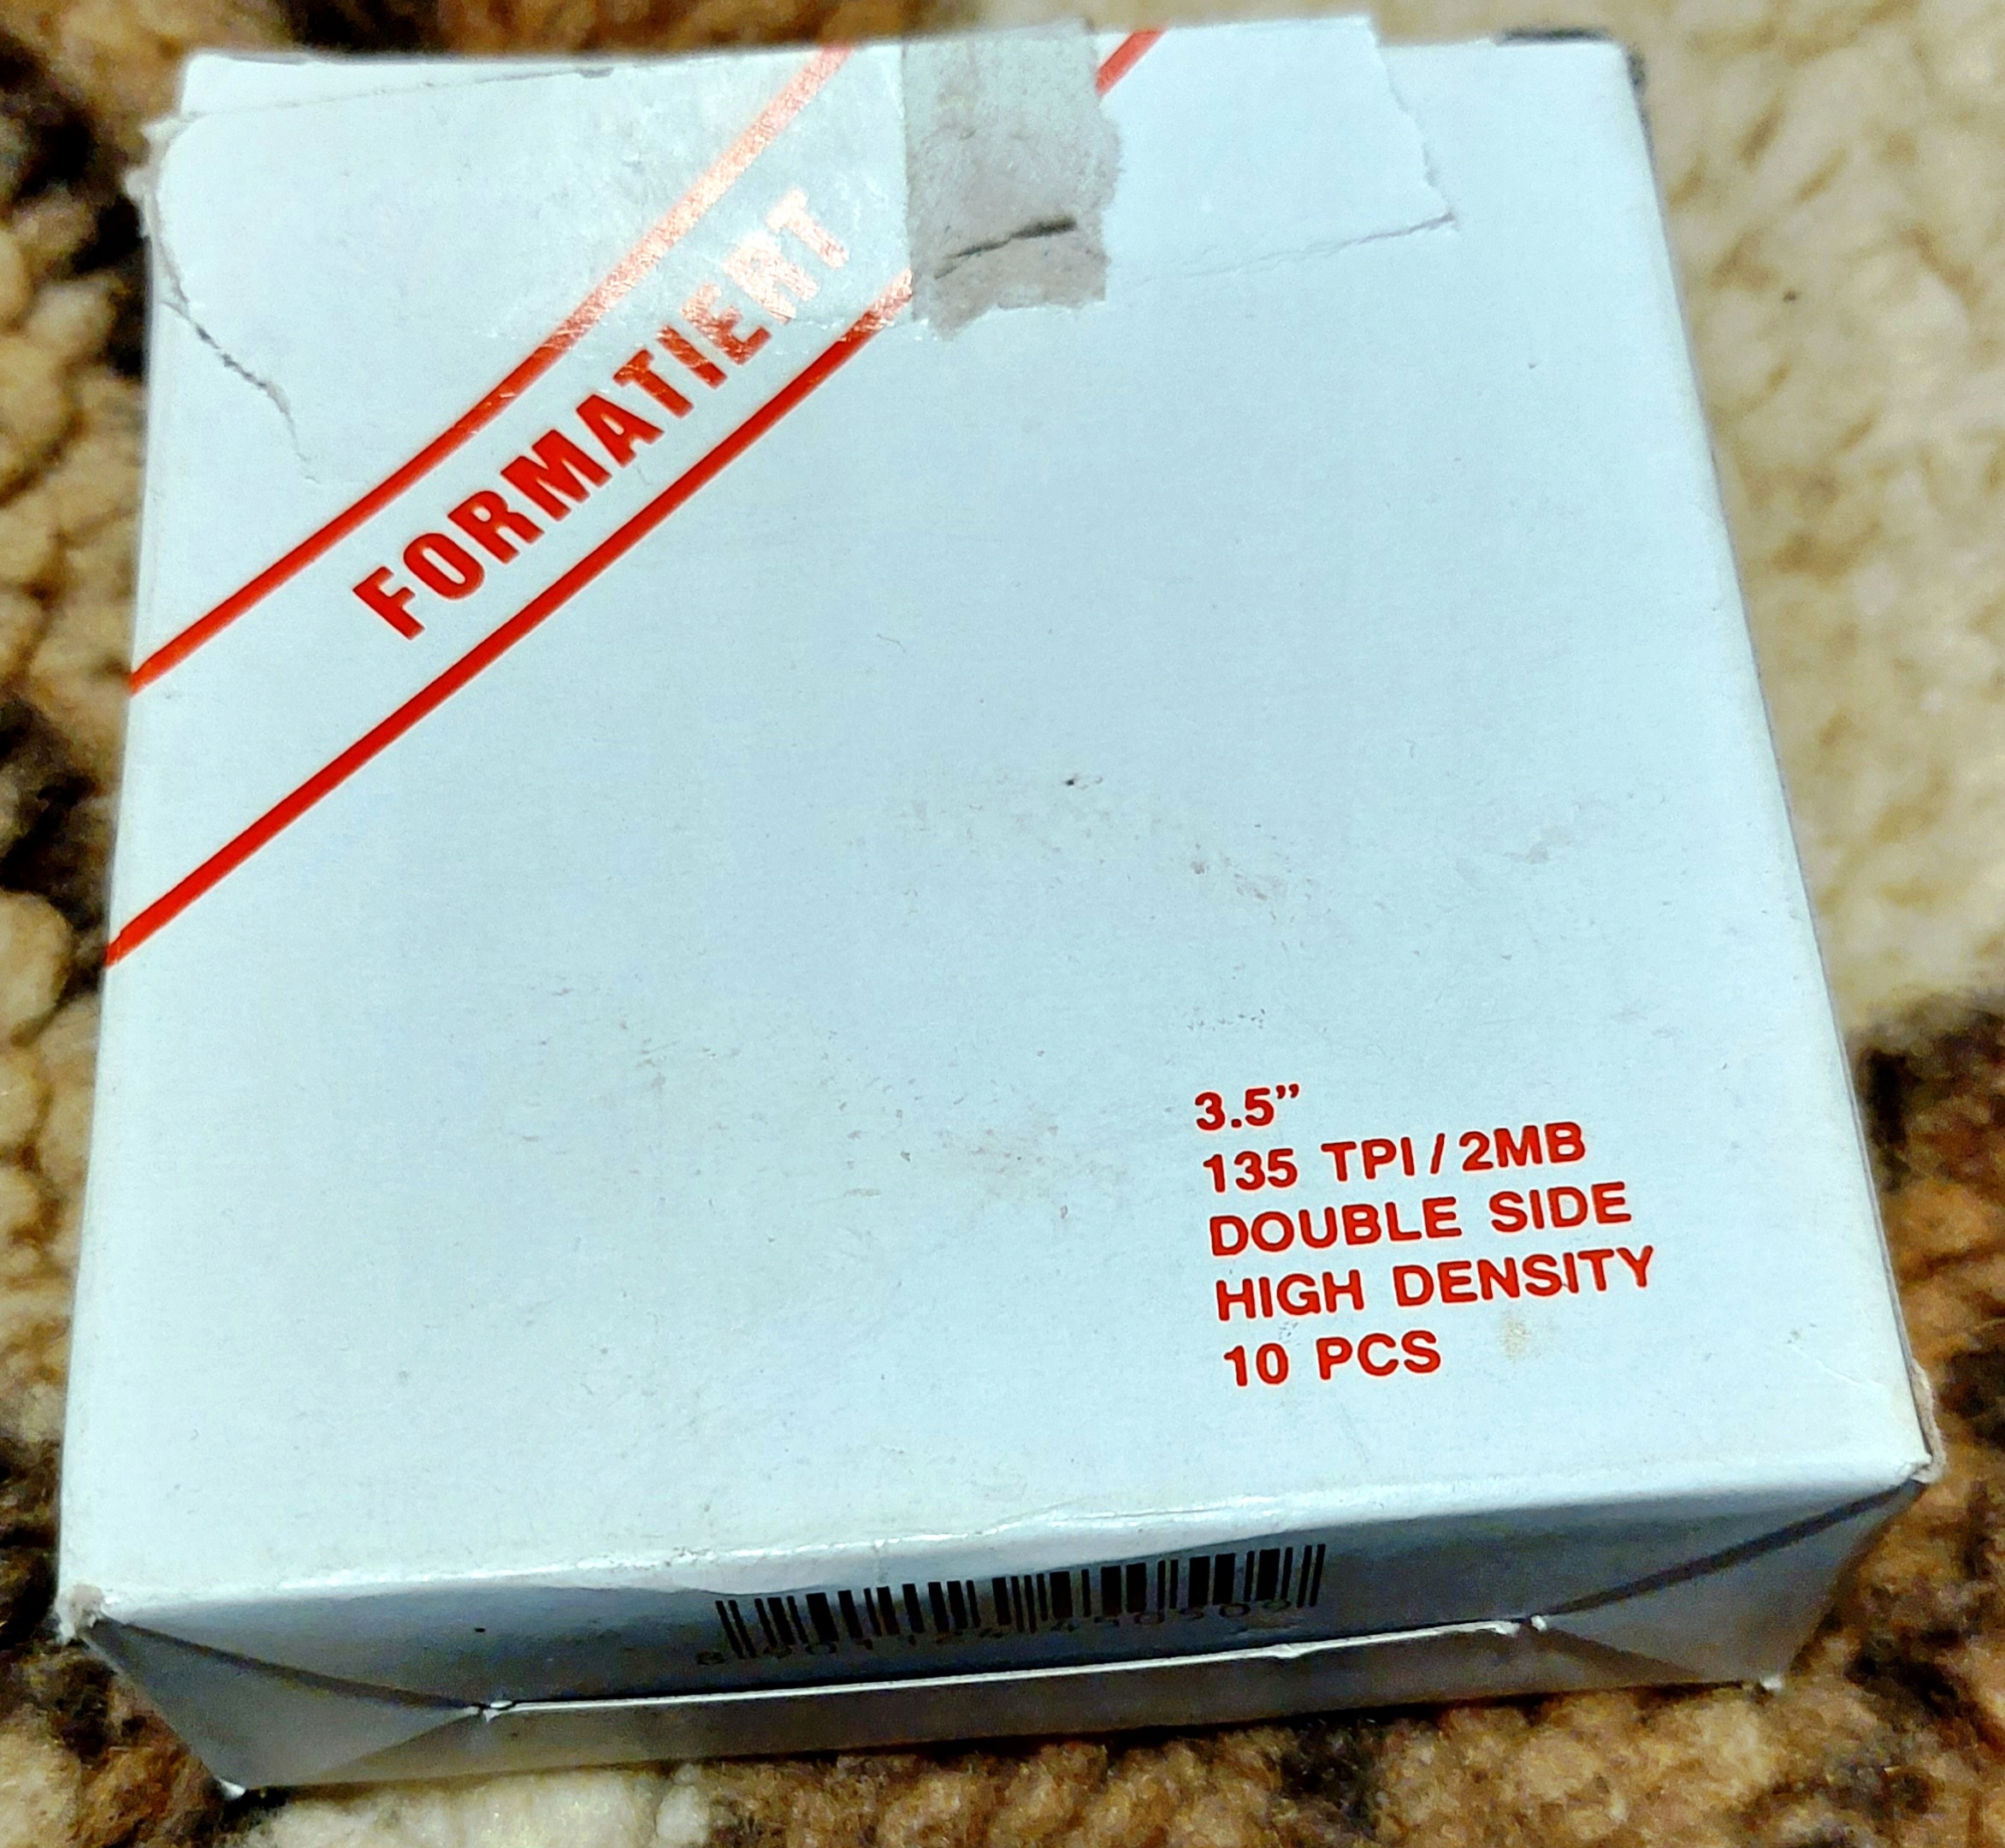 FORMATIERT
3.5”
135 TPI / 2MB
DOUBLE SIDE
HIGH DENSITY
10 PCS